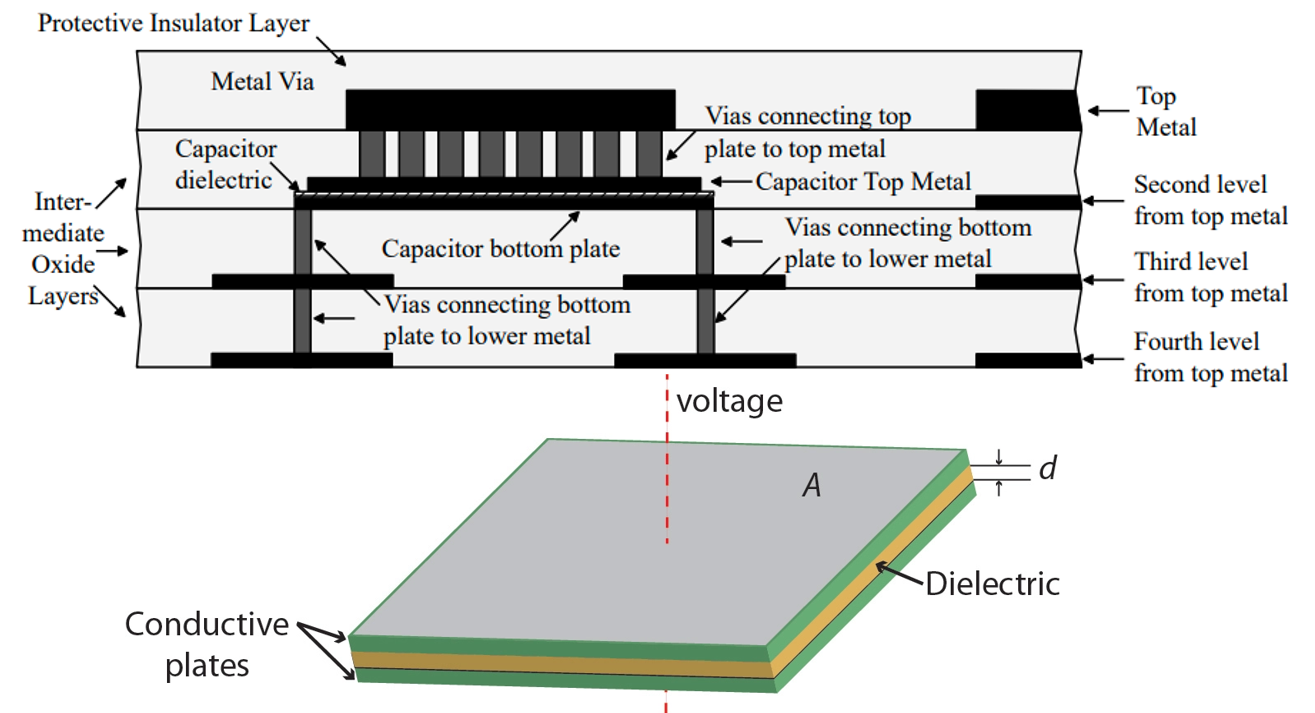 Protective Insulator Layer
Metal Via
Top
Metal
Vias connecting top
plate to top metal
Capacitor
dielectric
Capacitor Top Metal
Second level
from top metal
Inter-
mediate
Oxide
Layers
Capacitor bottom plate
Vias connecting bottom
plate to lower metal
Third level
from top metal
Vias connecting bottom
plate to lower metal
Fourth level
from top metal
voltage
A
d
Dielectric
Conductive
plates